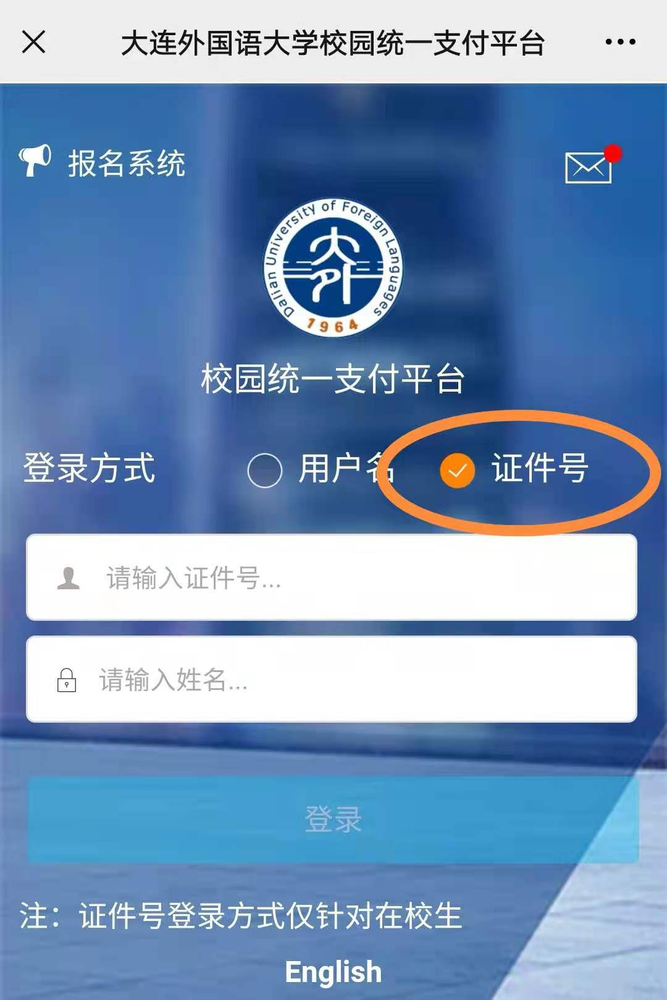 大连外国语大学校园统一支付平台
报名系统
Dalian University of Foreign Languages
大外
1964
校园统一支付平台
登录方式 用户名 证件号
请输入证件号...
请输入姓名...
登录
注：证件号登录方式仅针对在校生
English